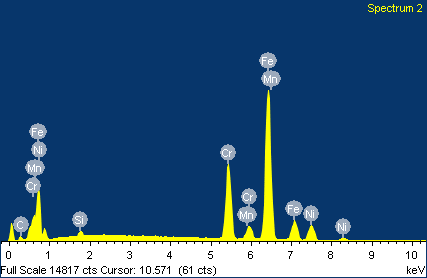 Spectrum 2
Fe
Mn
Fe
Ni
Mn
Cr
C
Si
Cr
Cr
Mn
Fe
Ni
Ni
0 1 2 3 4 5 6 7 8 9 10
Full Scale 14817 cts Cursor: 10.571 (61 cts) keV